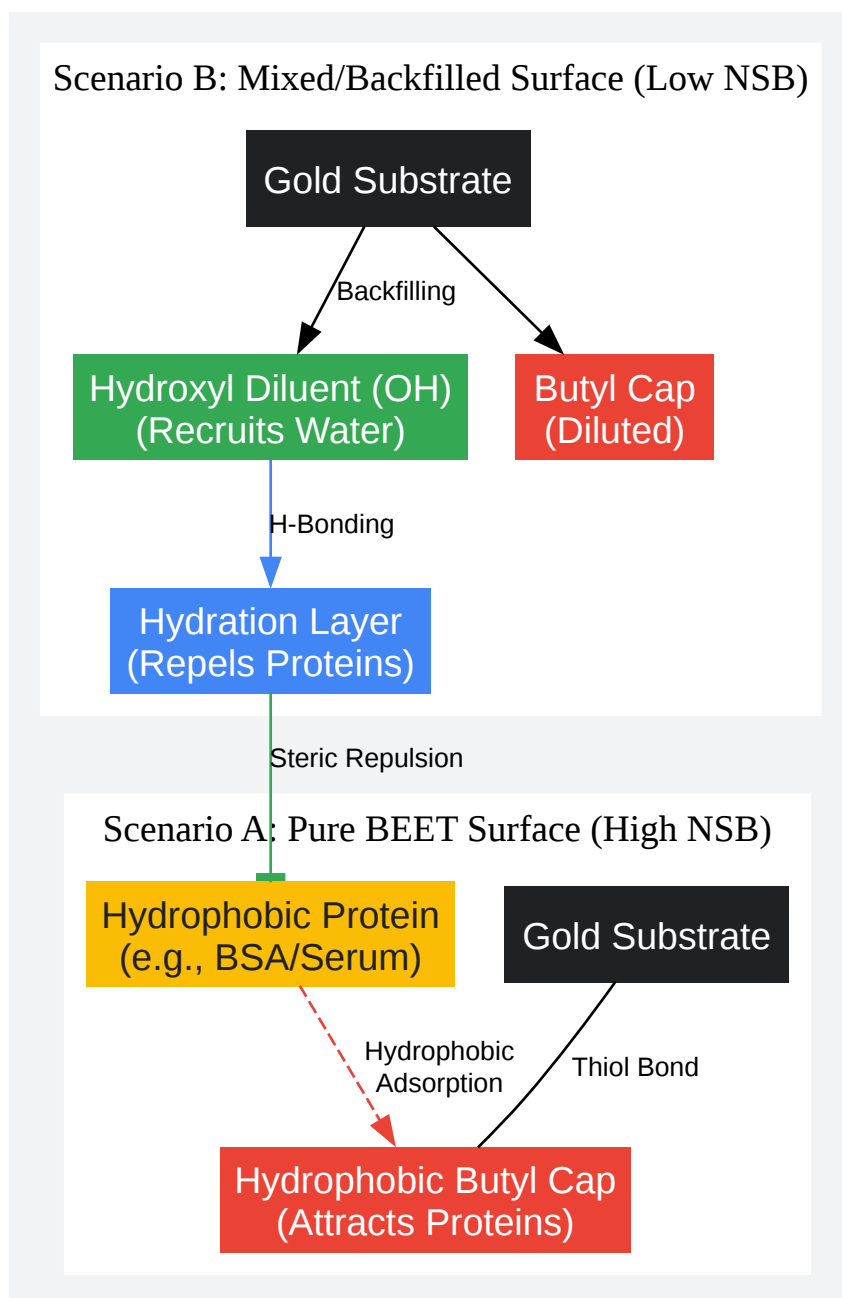 Scenario B: Mixed/Backfilled Surface (Low NSB)
Gold Substrate
Backfilling
Hydroxyl Diluent (OH)
(Recruits Water)
Butyl Cap
(Diluted)
H-Bonding
Hydration Layer
(Repels Proteins)
Steric Repulsion
Scenario A: Pure BEET Surface (High NSB)
Hydrophobic Protein
(e.g., BSA/Serum)
Gold Substrate
Hydrophobic
Adsorption
Thiol Bond
Hydrophobic Butyl Cap
(Attracts Proteins)